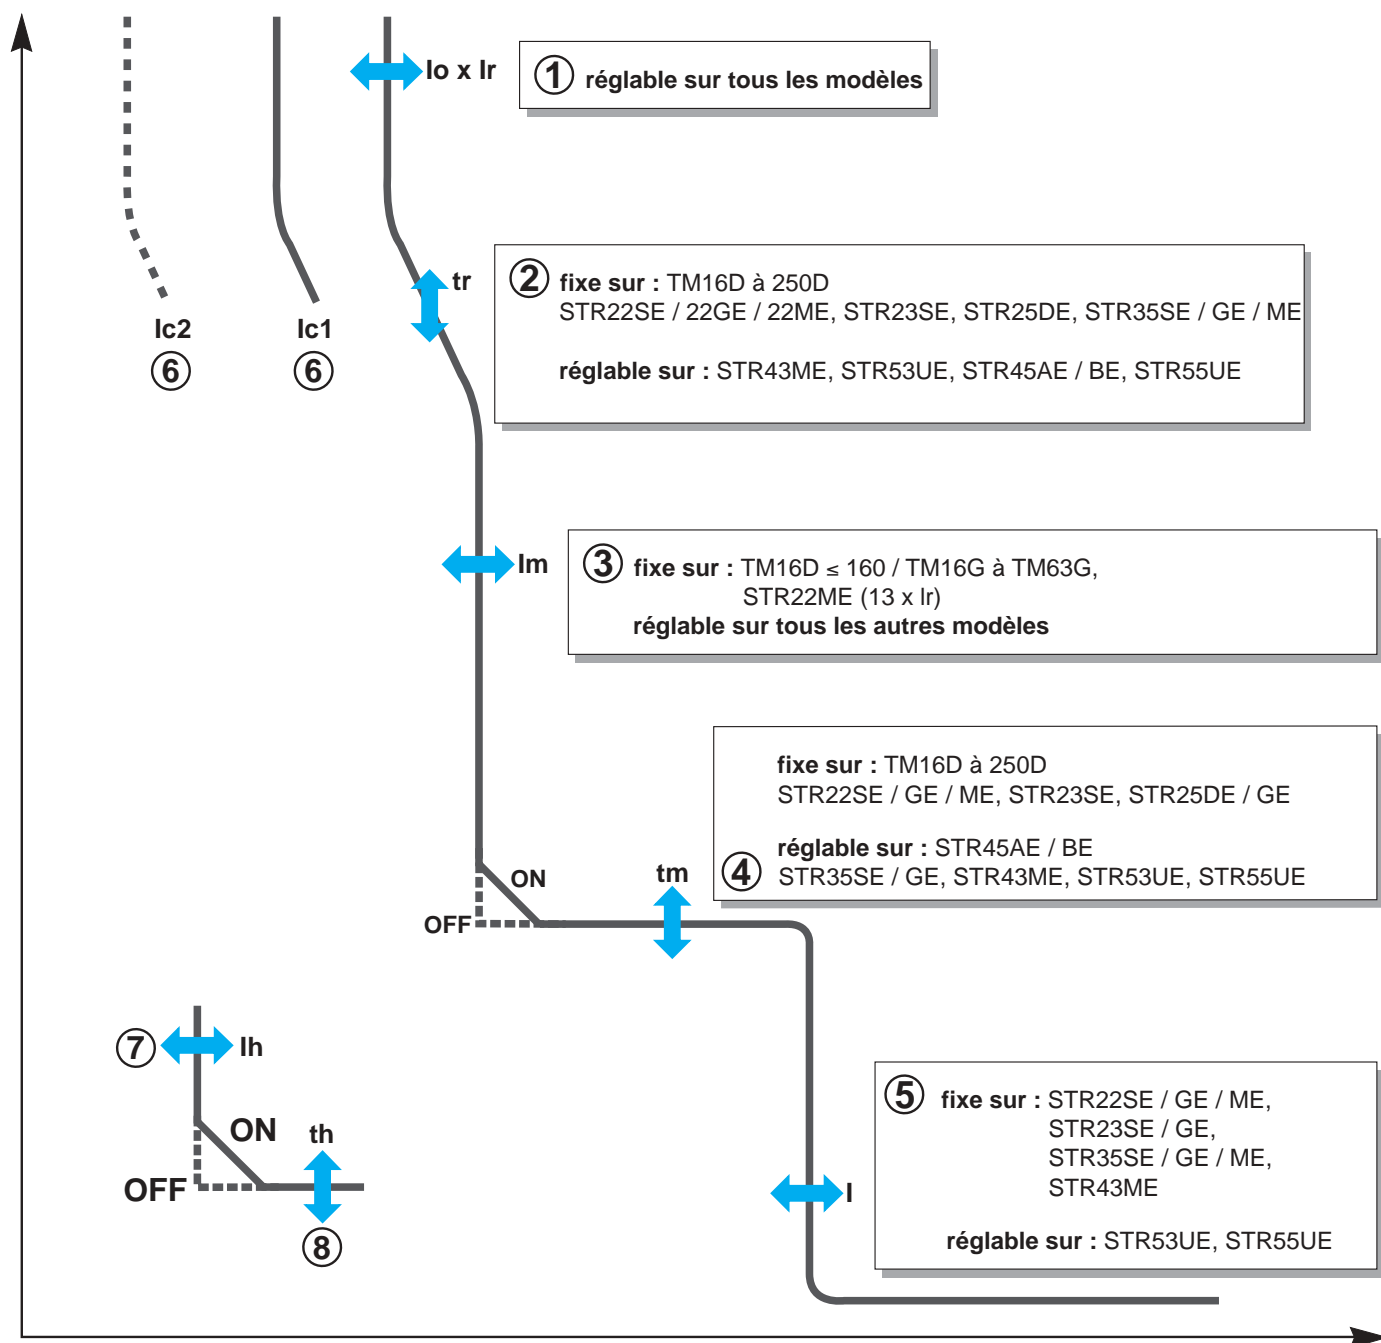 Io x Ir
① réglable sur tous les modèles
tr
② fixe sur : TM16D à 250D
STR22SE / 22GE / 22ME, STR23SE, STR25DE, STR35SE / GE / ME
réglable sur : STR43ME, STR53UE, STR45AE / BE, STR55UE
Ic2
⑥
Ic1
⑥
Im
③ fixe sur : TM16D ≤ 160 / TM16G à TM63G,
STR22ME (13 x Ir)
réglable sur tous les autres modèles
fixe sur : TM16D à 250D
STR22SE / GE / ME, STR23SE, STR25DE / GE
réglable sur : STR45AE / BE
④ STR35SE / GE, STR43ME, STR53UE, STR55UE
ON
tm
OFF
⑦ Ih
ON
th
OFF
⑧
⑤ fixe sur : STR22SE / GE / ME,
STR23SE / GE,
STR35SE / GE / ME,
STR43ME
I
réglable sur : STR53UE, STR55UE